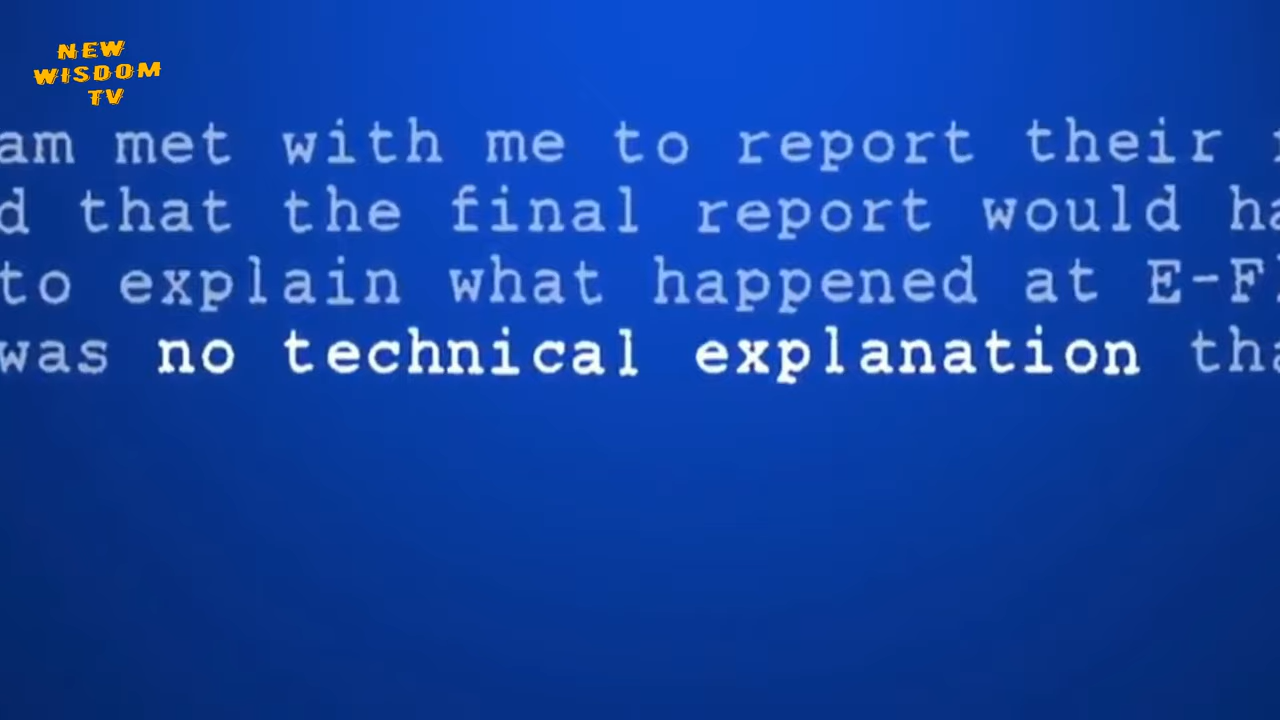 NEW
WISDOM
TV
am met with me to report their
d that the final report would ha
to explain what happened at E-Fl
was no technical explanation tha